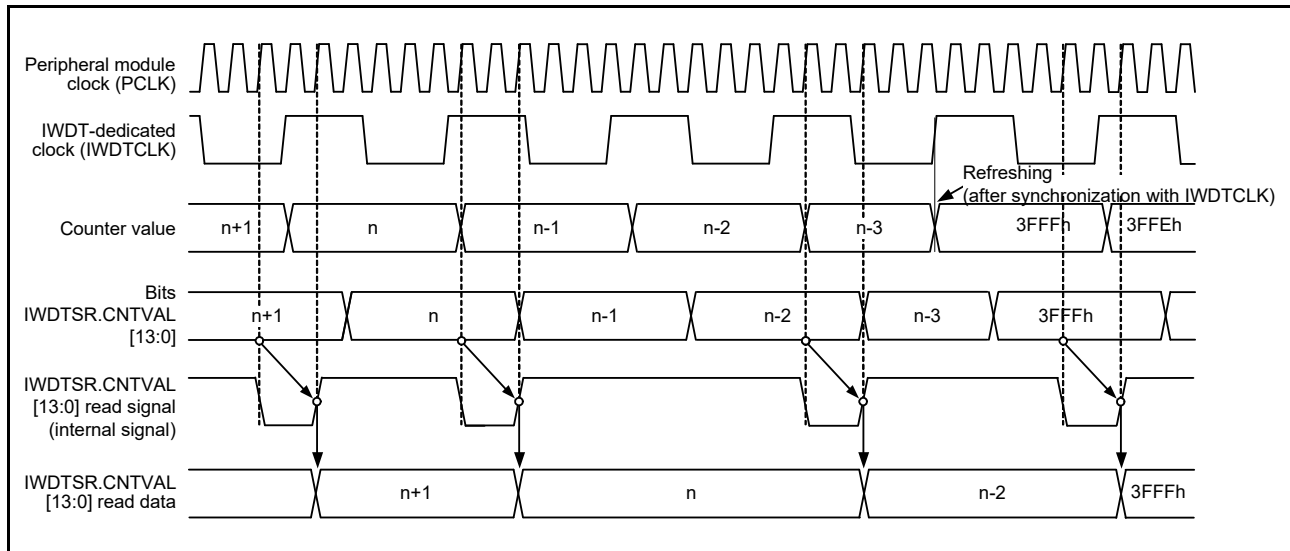 Peripheral module
clock (PCLK)
IWDT-dedicated
clock (IWDTCLK)
Refreshing
(after synchronization with IWDTCLK)
Counter value
n+1
n
n-1
n-2
n-3
3FFFh
3FFEh
Bits
IWDTSR.CNTVAL
[13:0]
n+1
n
n-1
n-2
n-3
3FFFh
IWDTSR.CNTVAL
[13:0] read signal
(internal signal)
IWDTSR.CNTVAL
[13:0] read data
n+1
n
n-2
3FFFh